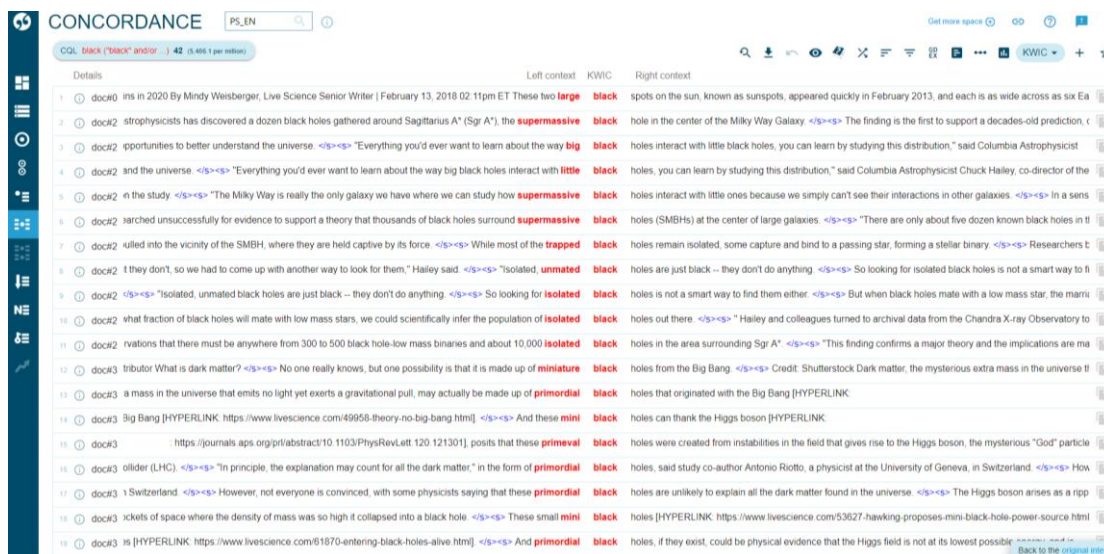 CONCORDANCE PS_EN Get more space
CQL black ("black" and/or ...) 42 (5,466.1 per million) KWIC
Details Left context KWIC Right context
1 doc#0 ins in 2020 By Mindy Weisberger, Live Science Senior Writer | February 13, 2018 02:11pm ET These two large black spots on the sun, known as sunspots, appeared quickly in February 2013, and each is as wide across as six Ea
2 doc#2 strophysicists has discovered a dozen black holes gathered around Sagittarius A* (Sgr A*), the supermassive black hole in the center of the Milky Way Galaxy. </s><s> The finding is the first to support a decades-old prediction, c
3 doc#2 opportunities to better understand the universe. </s><s> "Everything you'd ever want to learn about the way big black holes interact with little black holes, you can learn by studying this distribution," said Columbia Astrophysicist
4 doc#2 and the universe. </s><s> "Everything you'd ever want to learn about the way big black holes interact with little black holes, you can learn by studying this distribution," said Columbia Astrophysicist Chuck Hailey, co-director of the
5 doc#2 in the study. </s><s> "The Milky Way is really the only galaxy we have where we can study how supermassive black holes interact with little ones because we simply can't see their interactions in other galaxies. </s><s> In a sens
6 doc#2 earched unsuccessfully for evidence to support a theory that thousands of black holes surround supermassive black holes (SMBHs) at the center of large galaxies. </s><s> "There are only about five dozen known black holes in tl
7 doc#2 pulled into the vicinity of the SMBH, where they are held captive by its force. </s><s> While most of the trapped black holes remain isolated, some capture and bind to a passing star, forming a stellar binary. </s><s> Researchers b
8 doc#2 t they don't, so we had to come up with another way to look for them," Hailey said. </s><s> "Isolated, unmated black holes are just black -- they don't do anything. </s><s> So looking for isolated black holes is not a smart way to fi
9 doc#2 </s><s> "Isolated, unmated black holes are just black -- they don't do anything. </s><s> So looking for isolated black holes is not a smart way to find them either. </s><s> But when black holes mate with a low mass star, the marria
10 doc#2 what fraction of black holes will mate with low mass stars, we could scientifically infer the population of isolated black holes out there. </s><s> " Hailey and colleagues turned to archival data from the Chandra X-ray Observatory to
11 doc#2 rvations that there must be anywhere from 300 to 500 black hole-low mass binaries and about 10,000 isolated black holes in the area surrounding Sgr A*. </s><s> "This finding confirms a major theory and the implications are ma
12 doc#3 tributor What is dark matter? </s><s> No one really knows, but one possibility is that it is made up of miniature black holes from the Big Bang. </s><s> Credit: Shutterstock Dark matter, the mysterious extra mass in the universe tl
13 doc#3 a mass in the universe that emits no light yet exerts a gravitational pull, may actually be made up of primordial black holes that originated with the Big Bang [HYPERLINK:
14 doc#3 Big Bang [HYPERLINK: https://www.livescience.com/49958-theory-no-big-bang.html]. </s><s> And these mini black holes can thank the Higgs boson [HYPERLINK:
15 doc#3 : https://journals.aps.org/prl/abstract/10.1103/PhysRevLett.120.121301], posits that these primeval black holes were created from instabilities in the field that gives rise to the Higgs boson, the mysterious "God" particle
16 doc#3 ollider (LHC). </s><s> "In principle, the explanation may count for all the dark matter," in the form of primordial black holes, said study co-author Antonio Riotto, a physicist at the University of Geneva, in Switzerland. </s><s> How
17 doc#3 n Switzerland. </s><s> However, not everyone is convinced, with some physicists saying that these primordial black holes are unlikely to explain all the dark matter found in the universe. </s><s> The Higgs boson arises as a ripp
18 doc#3 ockets of space where the density of mass was so high it collapsed into a black hole. </s><s> These small mini black holes [HYPERLINK: https://www.livescience.com/53627-hawking-proposes-mini-black-hole-power-source.html
19 doc#3 is [HYPERLINK: https://www.livescience.com/61870-entering-black-holes-alive.html]. </s><s> And primordial black holes, if they exist, could be physical evidence that the Higgs field is not at its lowest possible
Back to the original inte